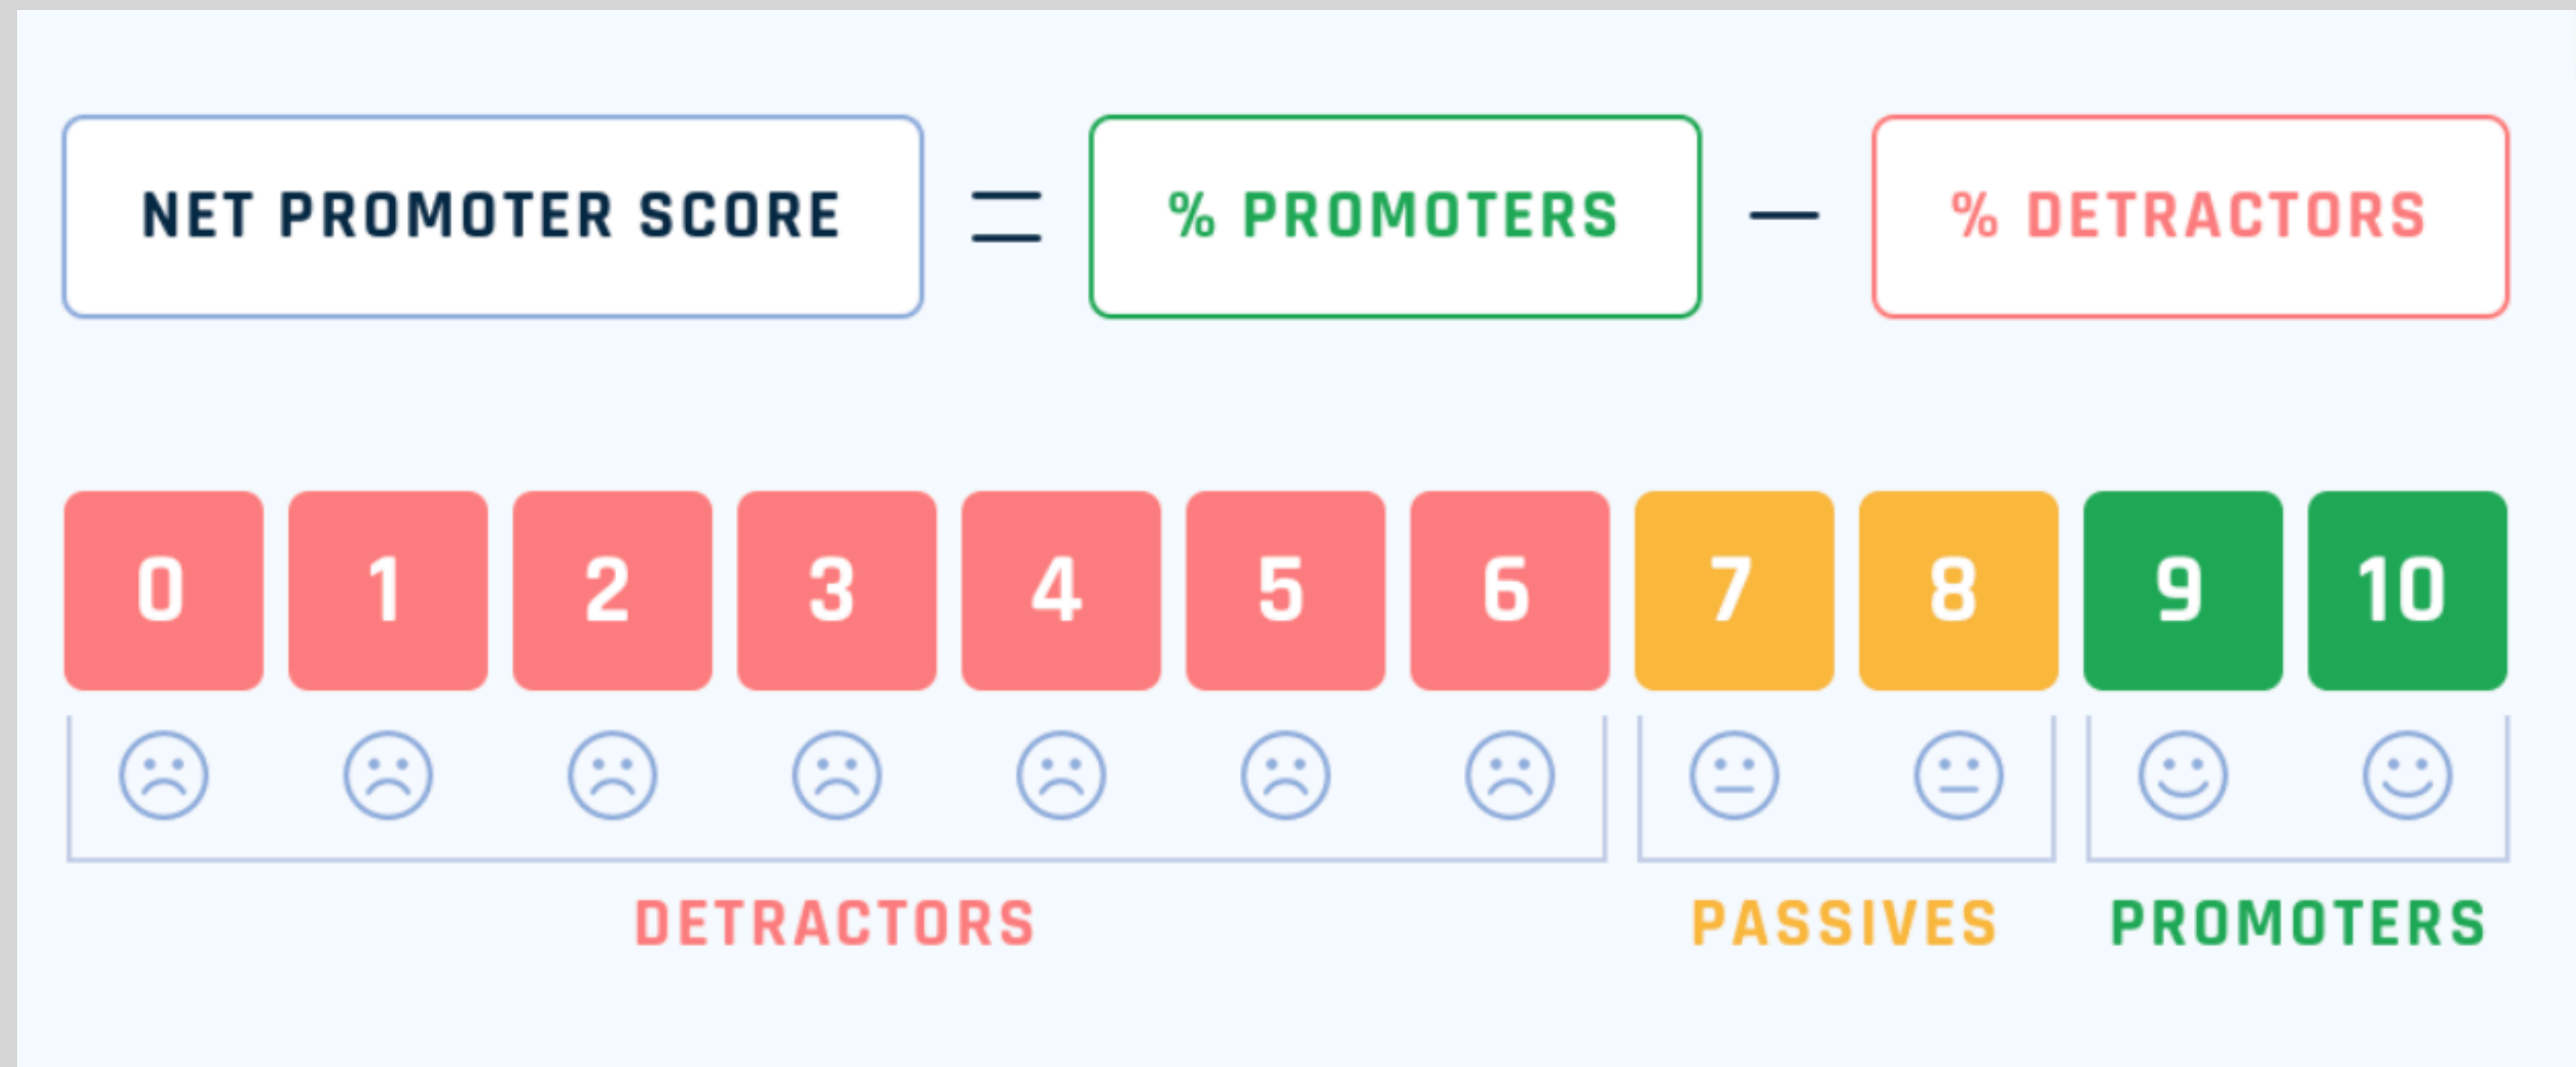 NET PROMOTER SCORE = % PROMOTERS — % DETRACTORS
0 1 2 3 4 5 6 7 8 9 10
DETRACTORS PASSIVES PROMOTERS